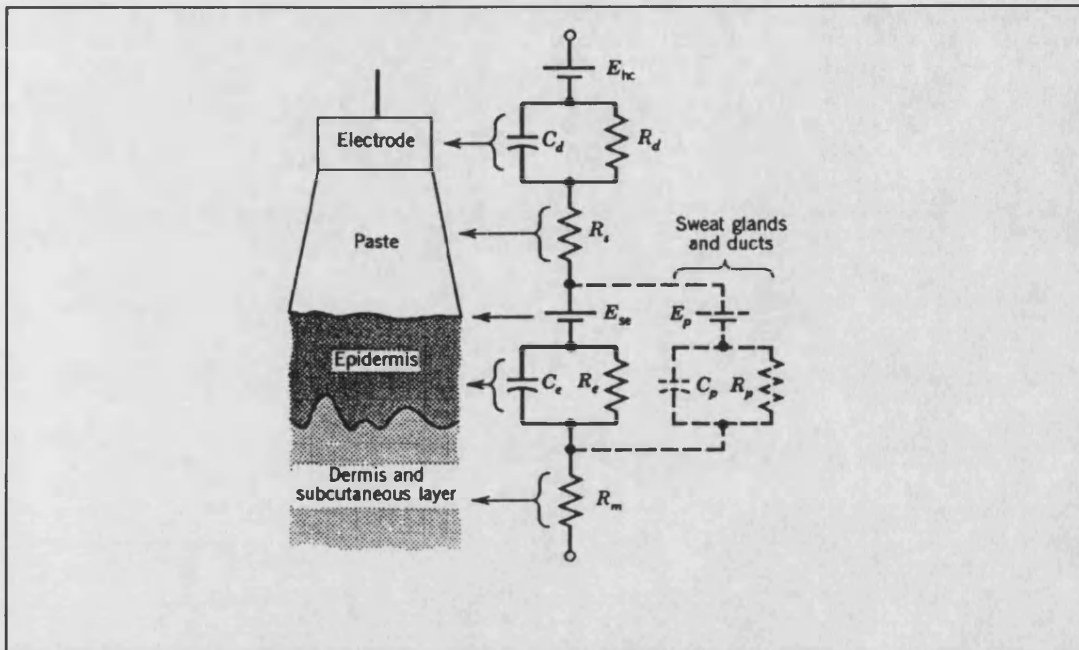 E_hc
Electrode
C_d
R_d
Paste
R_s
Sweat glands
and ducts
E_se
E_p
Epidermis
C_e
R_e
C_p
R_p
Dermis and
subcutaneous layer
R_m